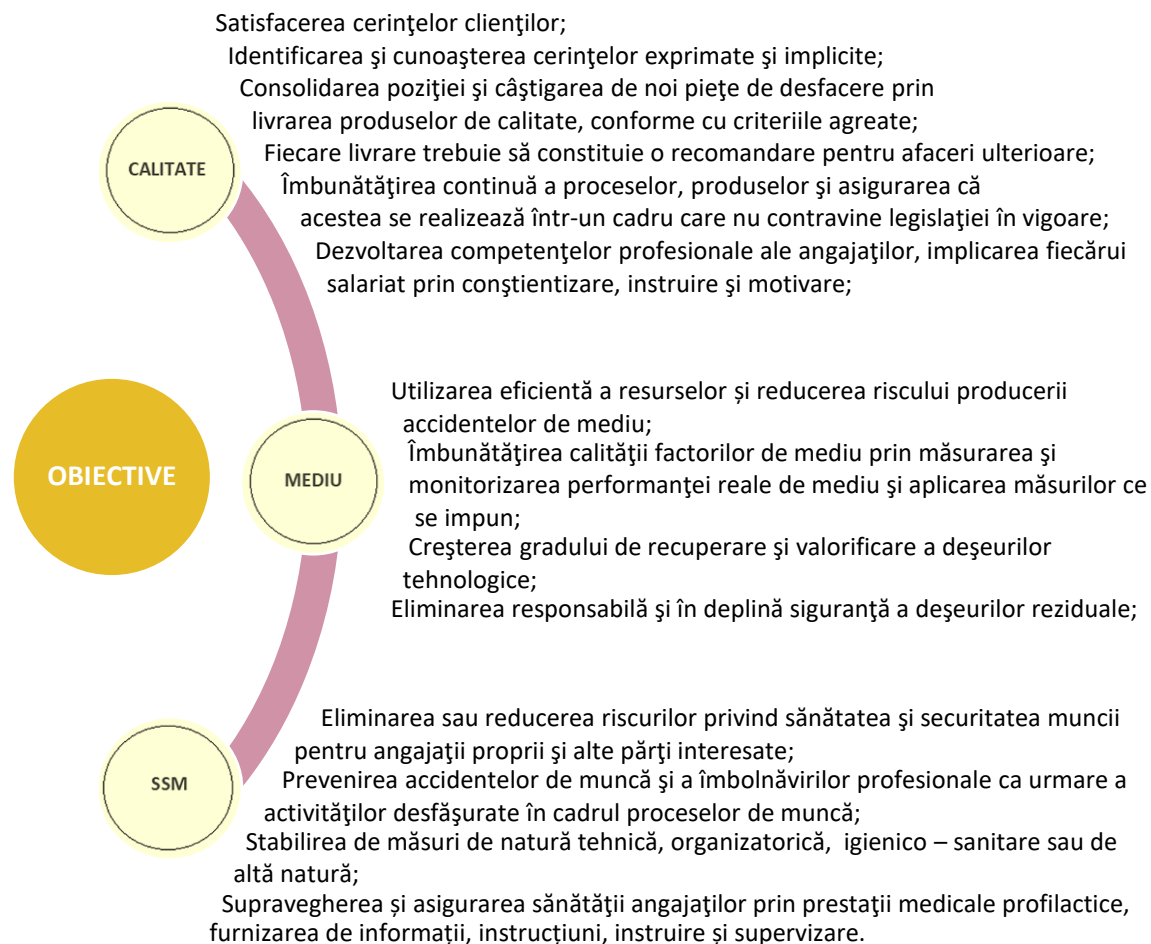 Satisfacerea cerinţelor clienţilor;
Identificarea şi cunoaşterea cerinţelor exprimate şi implicite;
Consolidarea poziţiei şi câştigarea de noi pieţe de desfacere prin
livrarea produselor de calitate, conforme cu criteriile agreate;
Fiecare livrare trebuie să constituie o recomandare pentru afaceri ulterioare;
Îmbunătăţirea continuă a proceselor, produselor şi asigurarea că
acestea se realizează într-un cadru care nu contravine legislaţiei în vigoare;
Dezvoltarea competenţelor profesionale ale angajaţilor, implicarea fiecărui
salariat prin conştientizare, instruire şi motivare;
CALITATE
OBIECTIVE
MEDIU
Utilizarea eficientă a resurselor și reducerea riscului producerii
accidentelor de mediu;
Îmbunătăţirea calităţii factorilor de mediu prin măsurarea şi
monitorizarea performanţei reale de mediu şi aplicarea măsurilor ce
se impun;
Creşterea gradului de recuperare şi valorificare a deşeurilor
tehnologice;
Eliminarea responsabilă şi în deplină siguranţă a deşeurilor reziduale;
SSM
Eliminarea sau reducerea riscurilor privind sănătatea şi securitatea muncii
pentru angajaţii proprii şi alte părţi interesate;
Prevenirea accidentelor de muncă şi a îmbolnăvirilor profesionale ca urmare a
activităţilor desfăşurate în cadrul proceselor de muncă;
Stabilirea de măsuri de natură tehnică, organizatorică, igienico – sanitare sau de
altă natură;
Supravegherea și asigurarea sănătăţii angajaţilor prin prestaţii medicale profilactice,
furnizarea de informaţii, instrucţiuni, instruire şi supervizare.